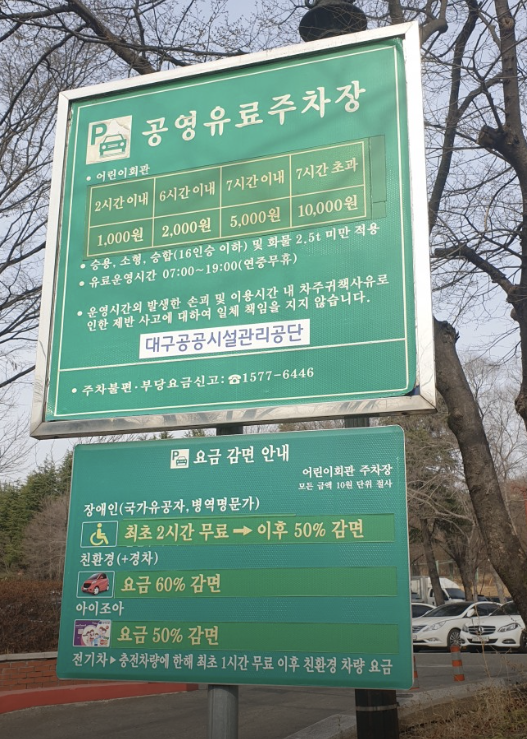 P 공영유료주차장
• 어린이회관
2시간 이내 6시간 이내 7시간 이내 7시간 초과
1,000원 2,000원 5,000원 10,000원
• 승용, 소형, 승합(16인승 이하) 및 화물 2.5t 미만 적용
• 유료운영시간 07:00~19:00(연중무휴)
• 운영시간외 발생한 손괴 및 이용시간 내 차주귀책사유로
인한 제반 사고에 대하여 일체 책임을 지지 않습니다.
대구공공시설관리공단
• 주차불편·부당요금신고: ☎1577-6446
P 요금 감면 안내
어린이회관 주차장
모든 금액 10원 단위 절사
장애인(국가유공자, 병역명문가)
최초 2시간 무료 → 이후 50% 감면
친환경(+경차)
요금 60% 감면
아이조아
요금 50% 감면
전기차▶충전차량에 한해 최초 1시간 무료 이후 친환경 차량 요금